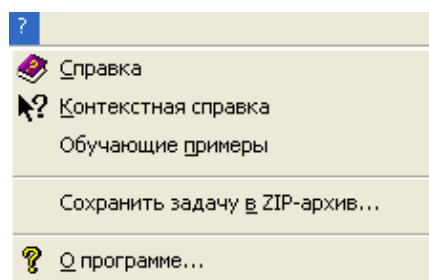 ?
Справка
Контекстная справка
Обучающие примеры
Сохранить задачу в ZIP-архив...
О программе...